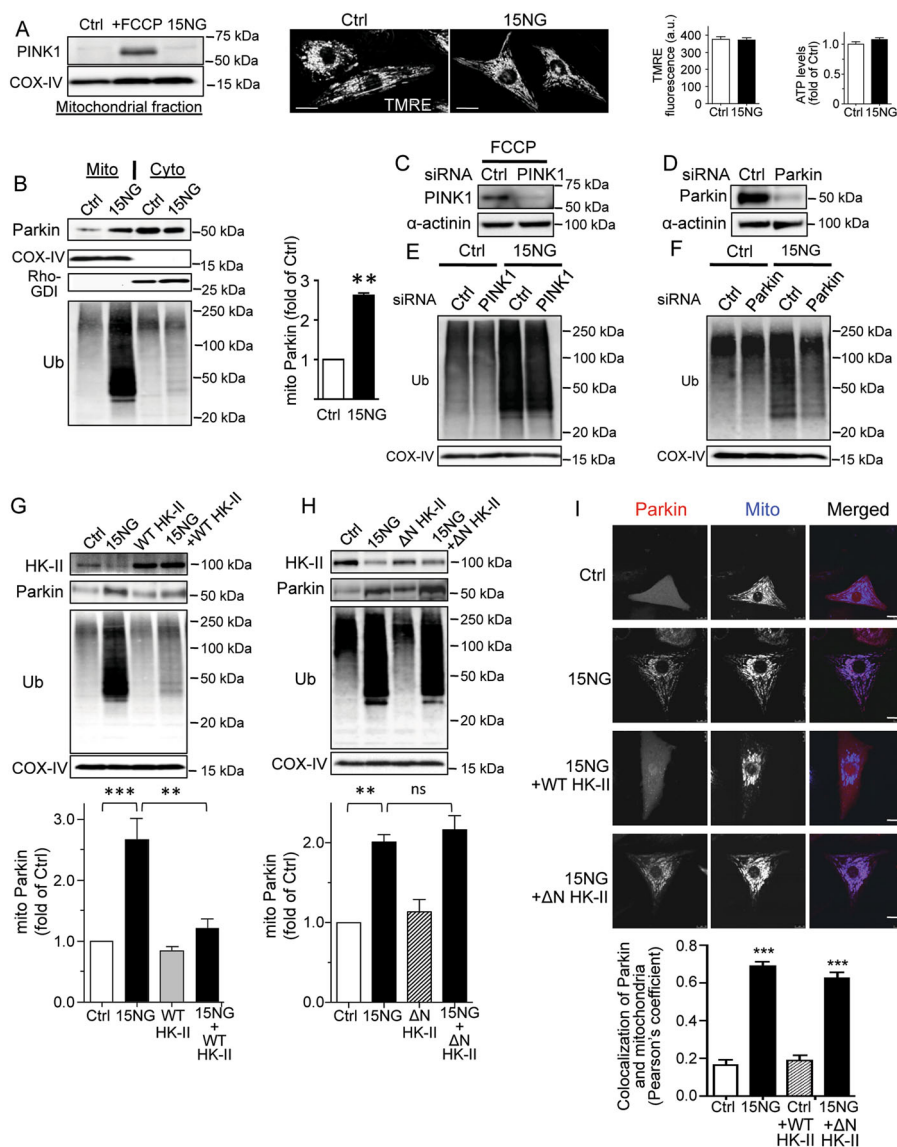 A
Ctrl +FCCP 15NG
PINK1
75 kDa
50 kDa
COX-IV
15 kDa
Mitochondrial fraction
Ctrl
15NG
TMRE
TMRE
fluorescence (a.u.)
400
300
200
100
0
Ctrl 15NG
ATP levels
(fold of Ctrl)
1.0
0.5
0
Ctrl 15NG
B
Mito Cyto
Ctrl 15NG Ctrl 15NG
Parkin
50 kDa
COX-IV
15 kDa
Rho-
GDI
25 kDa
Ub
250 kDa
100 kDa
50 kDa
20 kDa
mito Parkin (fold of Ctrl)
3
2
1
**
Ctrl 15NG
C
FCCP
siRNA Ctrl PINK1
PINK1
75 kDa
50 kDa
α-actinin
100 kDa
D
siRNA Ctrl Parkin
Parkin
50 kDa
α-actinin
100 kDa
E
Ctrl 15NG
siRNA Ctrl PINK1 Ctrl PINK1
Ub
250 kDa
100 kDa
50 kDa
20 kDa
COX-IV
15 kDa
F
Ctrl 15NG
siRNA Ctrl Parkin Ctrl Parkin
Ub
250 kDa
100 kDa
50 kDa
20 kDa
COX-IV
15 kDa
G
Ctrl 15NG WT HK-II 15NG
+WT HK-II
HK-II
100 kDa
Parkin
50 kDa
Ub
250 kDa
100 kDa
50 kDa
20 kDa
COX-IV
15 kDa
mito Parkin
(fold of Ctrl)
3.0
2.0
1.0
0.0
*** **
Ctrl 15NG WT
HK-II 15NG
+
WT
HK-II
H
Ctrl 15NG ΔN HK-II 15NG
+ΔN HK-II
HK-II
100 kDa
Parkin
50 kDa
Ub
250 kDa
100 kDa
50 kDa
20 kDa
COX-IV
15 kDa
mito Parkin
(fold of Ctrl)
2.0
1.0
0.0
** ns
Ctrl 15NG ΔN
HK-II 15NG
+
ΔN
HK-II
I
Parkin Mito Merged
Ctrl
15NG
15NG
+WT HK-II
15NG
+ΔN HK-II
Colocalization of Parkin
and mitochondria
(Pearson's coefficient)
0.8
0.6
0.4
0.2
0.0
*** ***
Ctrl 15NG Ctrl
+WT
HK-II 15NG
+ΔN
HK-II